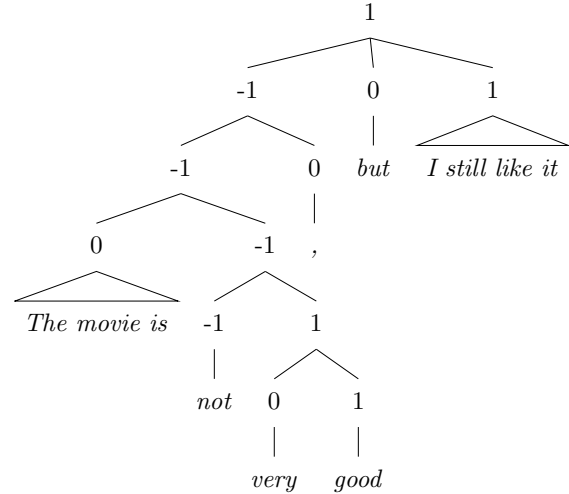 1
-1 0 1
-1 0 but I still like it
0 -1 ,
The movie is -1 1
not 0 1
very good